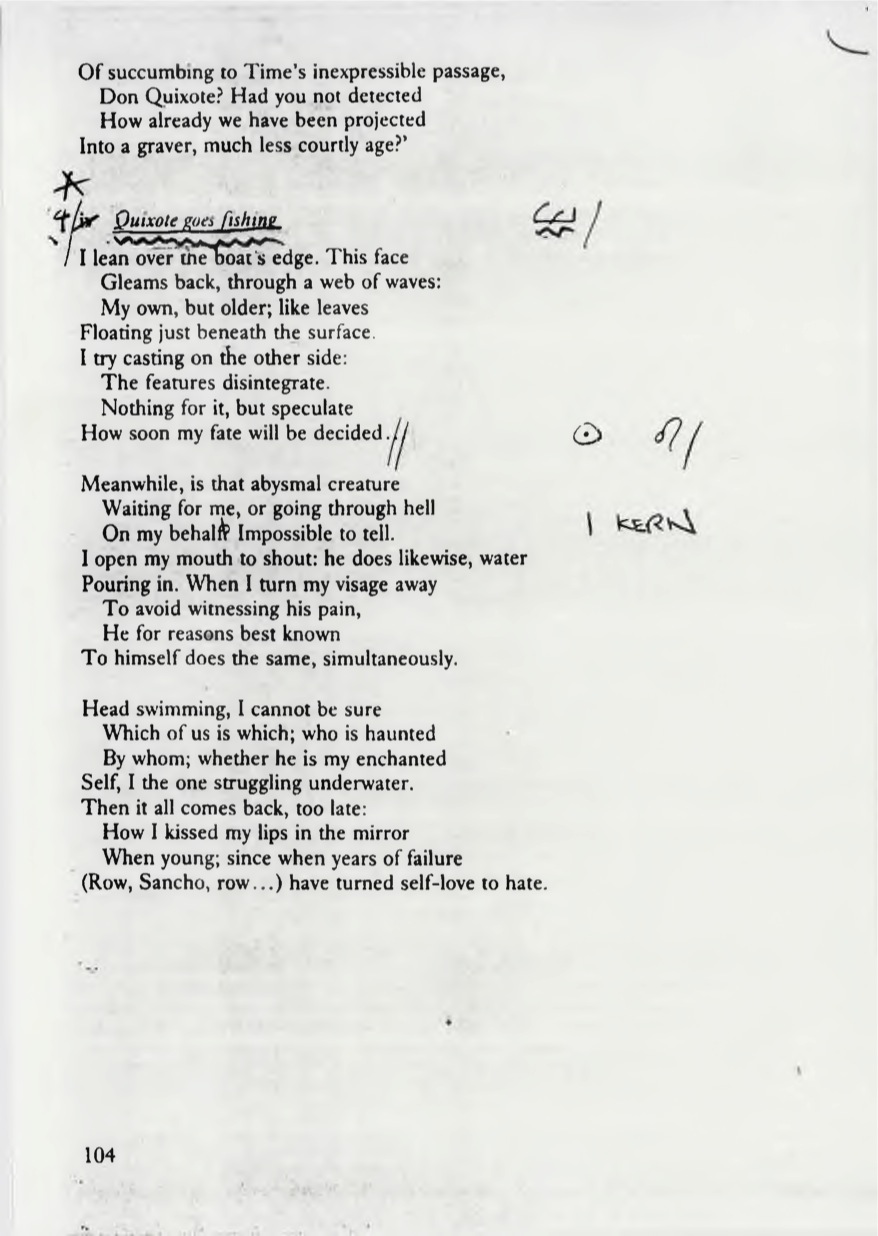 Of succumbing to Time's inexpressible passage,
Don Quixote? Had you not detected
How already we have been projected
Into a graver, much less courtly age?'
Quixote goes fishing
I lean over the boat's edge. This face
Gleams back, through a web of waves:
My own, but older; like leaves
Floating just beneath the surface.
I try casting on the other side:
The features disintegrate.
Nothing for it, but speculate
How soon my fate will be decided.
Meanwhile, is that abysmal creature
Waiting for me, or going through hell
On my behalf? Impossible to tell.
1 KERN
I open my mouth to shout: he does likewise, water
Pouring in. When I turn my visage away
To avoid witnessing his pain,
He for reasons best known
To himself does the same, simultaneously.
Head swimming, I cannot be sure
Which of us is which; who is haunted
By whom; whether he is my enchanted
Self, I the one struggling underwater.
Then it all comes back, too late:
How I kissed my lips in the mirror
When young; since when years of failure
(Row, Sancho, row...) have turned self-love to hate.
104